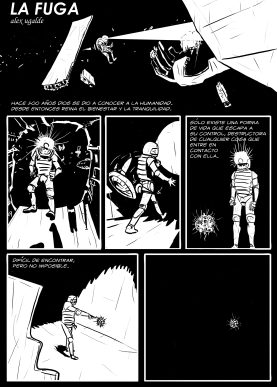 LA FUGA
alex ugalde
HACE 200 AÑOS DIOS SE DIO A CONOCER A LA HUMANIDAD,
DESDE ENTONCES REINA EL BIENESTAR Y LA TRANQUILIDAD.
SÓLO EXISTE UNA FORMA
DE VIDA QUE ESCAPA A
SU CONTROL, DESTRUCTORA
DE CUALQUIER COSA QUE
ENTRE EN
CONTACTO
CON ELLA.
DIFÍCIL DE ENCONTRAR,
PERO NO IMPOSIBLE.